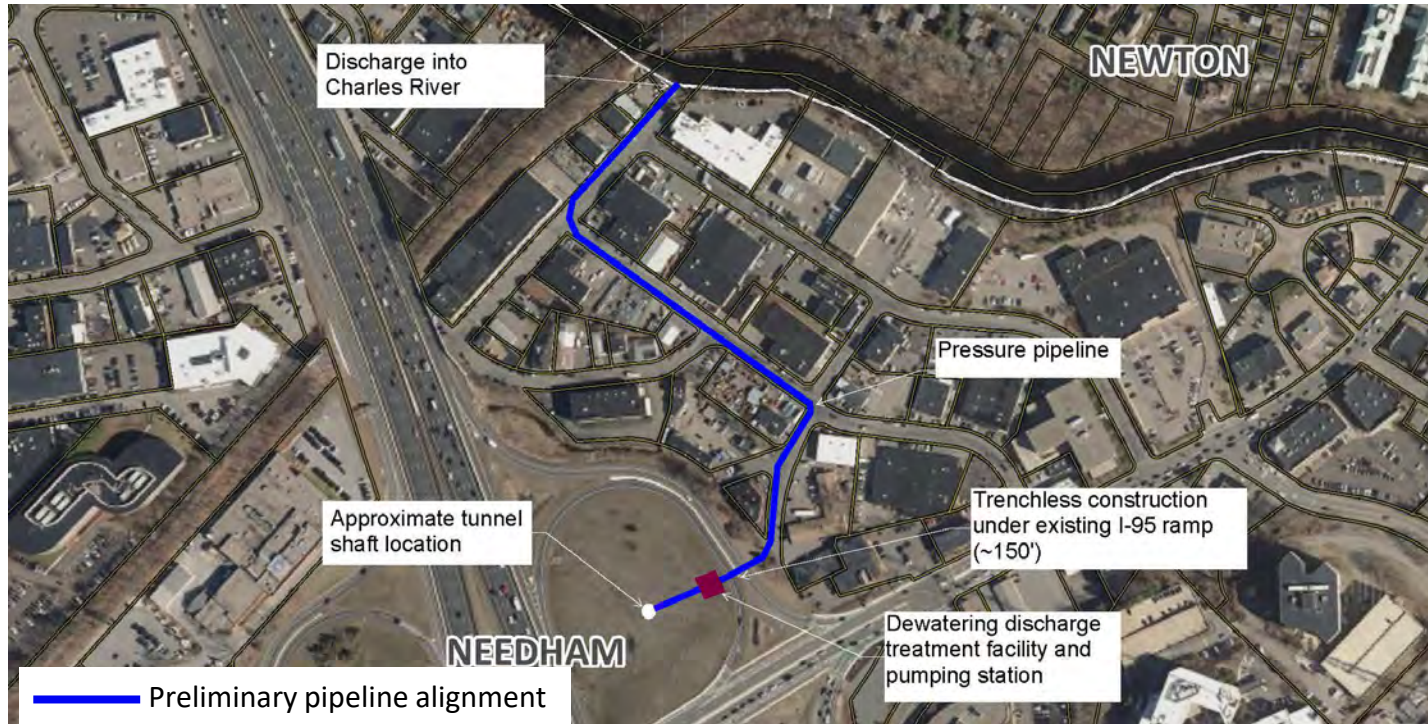 Discharge into
Charles River
NEWTON
Pressure pipeline
Approximate tunnel
shaft location
Trenchless construction
under existing I-95 ramp
(~150')
Dewatering discharge
treatment facility and
pumping station
NEEDHAM
Preliminary pipeline alignment